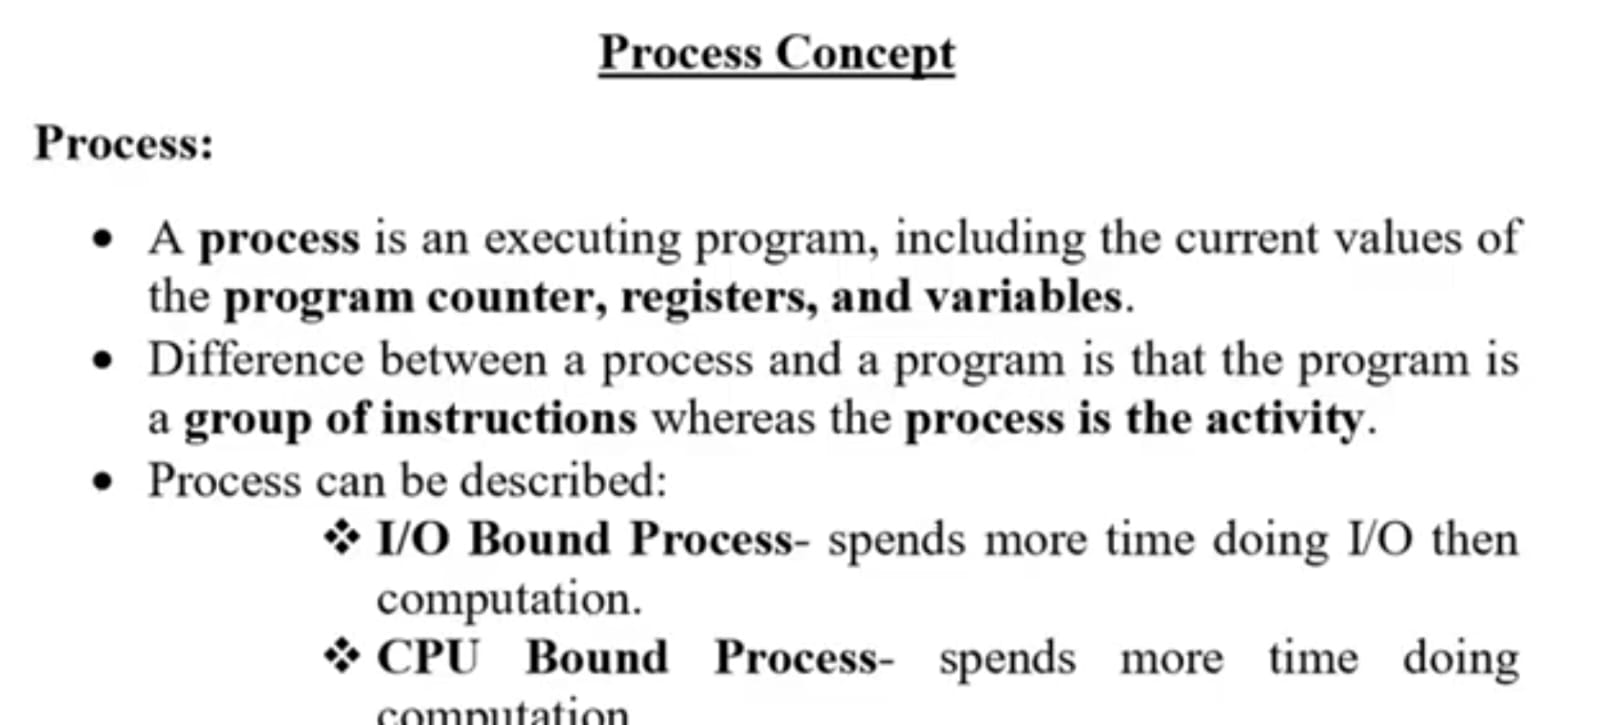 Process Concept
Process:
• A process is an executing program, including the current values of
the program counter, registers, and variables.
• Difference between a process and a program is that the program is
a group of instructions whereas the process is the activity.
• Process can be described:
❖ I/O Bound Process- spends more time doing I/O then
computation.
❖ CPU Bound Process- spends more time doing
computation